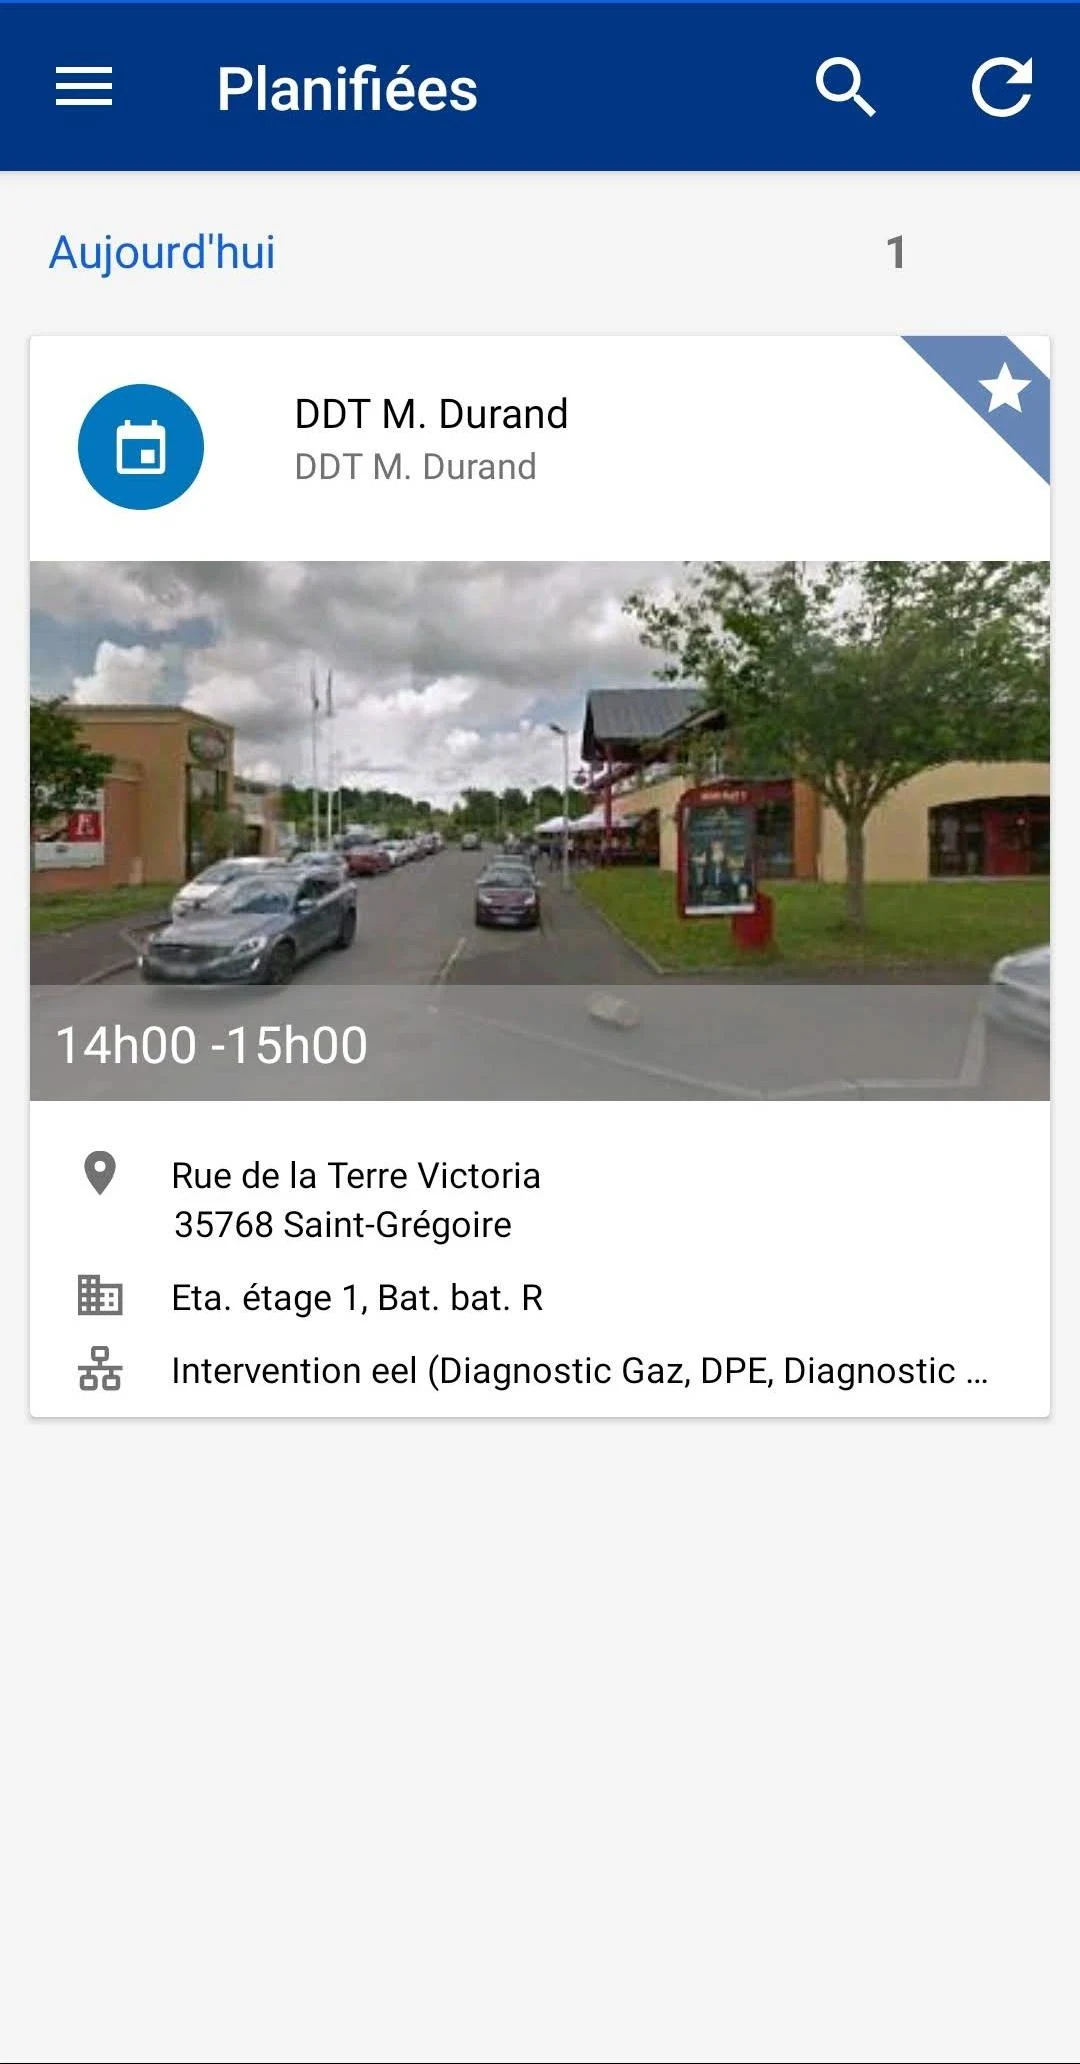 Planifiées
Aujourd'hui
1
DDT M. Durand
DDT M. Durand
14h00 -15h00
Rue de la Terre Victoria
35768 Saint-Grégoire
Eta. étage 1, Bat. bat. R
Intervention eel (Diagnostic Gaz, DPE, Diagnostic ...